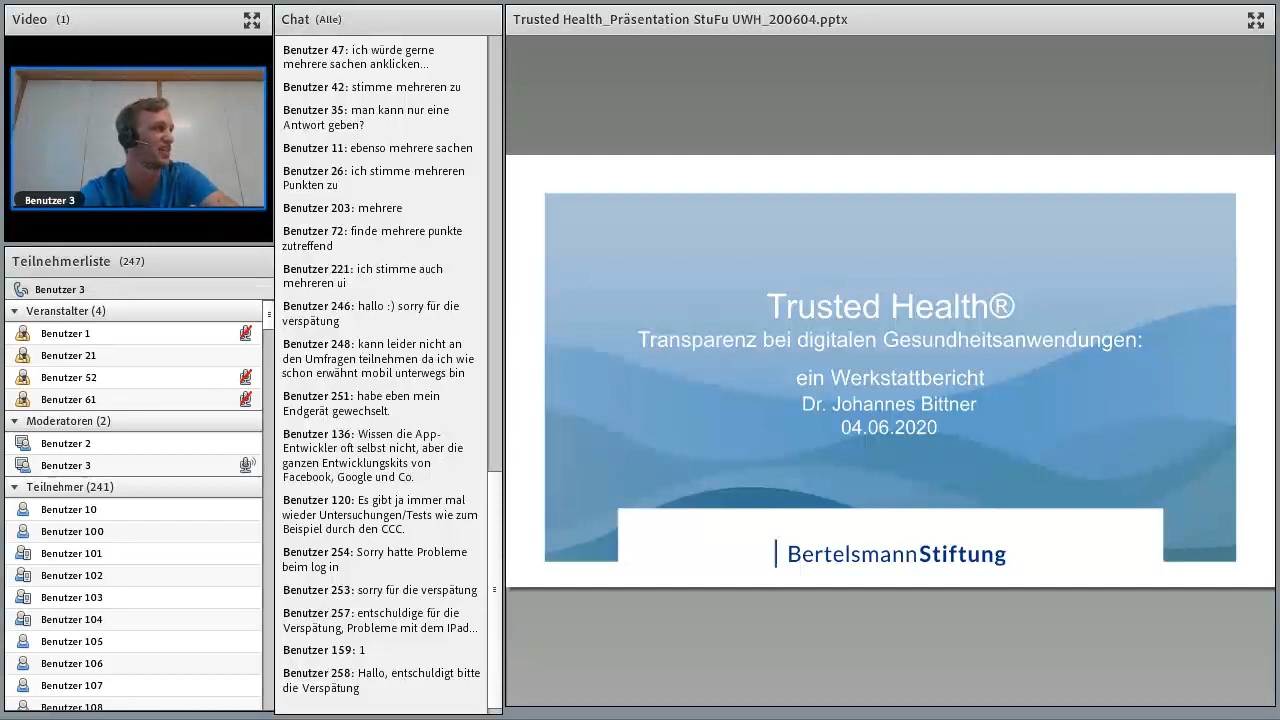 Video (1)
Benutzer 3
Teilnehmerliste (247)
Benutzer 3
Veranstalter (4)
Benutzer 1
Benutzer 21
Benutzer 52
Benutzer 61
Moderatoren (2)
Benutzer 2
Benutzer 3
Teilnehmer (241)
Benutzer 10
Benutzer 100
Benutzer 101
Benutzer 102
Benutzer 103
Benutzer 104
Benutzer 105
Benutzer 106
Benutzer 107
Benutzer 108
Chat (Alle)
Benutzer 47: ich würde gerne
mehrere sachen anklicken...
Benutzer 42: stimme mehreren zu
Benutzer 35: man kann nur eine
Antwort geben?
Benutzer 11: ebenso mehrere sachen
Benutzer 26: ich stimme mehreren
Punkten zu
Benutzer 203: mehrere
Benutzer 72: finde mehrere punkte
zutreffend
Benutzer 221: ich stimme auch
mehreren ui
Benutzer 246: hallo :) sorry für die
verspätung
Benutzer 248: kann leider nicht an
den Umfragen teilnehmen da ich wie
schon erwähnt mobil unterwegs bin
Benutzer 251: habe eben mein
Endgerät gewechselt.
Benutzer 136: Wissen die App-
Entwickler oft selbst nicht, aber die
ganzen Entwicklungskits von
Facebook, Google und Co.
Benutzer 120: Es gibt ja immer mal
wieder Untersuchungen/Tests wie zum
Beispiel durch den CCC.
Benutzer 254: Sorry hatte Probleme
beim log in
Benutzer 253: sorry für die verspätung
Benutzer 257: entschuldige für die
Verspätung, Probleme mit dem IPad...
Benutzer 159: 1
Benutzer 258: Hallo, entschuldigt bitte
die Verspätung
Trusted Health_Präsentation StuFu UWH_200604.pptx
Trusted Health®
Transparenz bei digitalen Gesundheitsanwendungen:
ein Werkstattbericht
Dr. Johannes Bittner
04.06.2020
BertelsmannStiftung